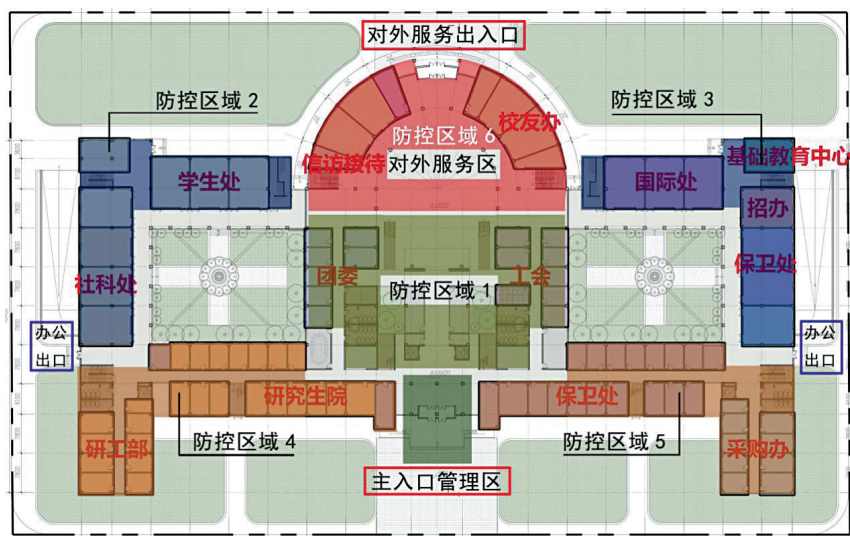 对外服务出入口
防控区域 2
防控区域 3
防控区域 6
校友办
信访接待
对外服务区
基础教育中心
学生处
国际处
招办
社科处
团委
工会
保卫处
防控区域 1
办公
出口
办公
出口
研究生院
保卫处
研工部
防控区域 4
防控区域 5
采购办
主入口管理区